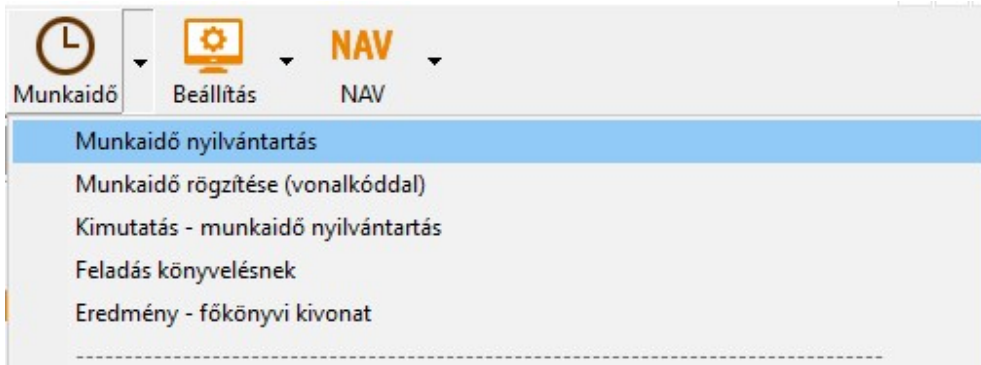 NAV
Munkaidő Beállítás NAV
Munkaidő nyilvántartás
Munkaidő rögzítése (vonalkóddal)
Kimutatás - munkaidő nyilvántartás
Feladás könyvelésnek
Eredmény - főkönyvi kivonat